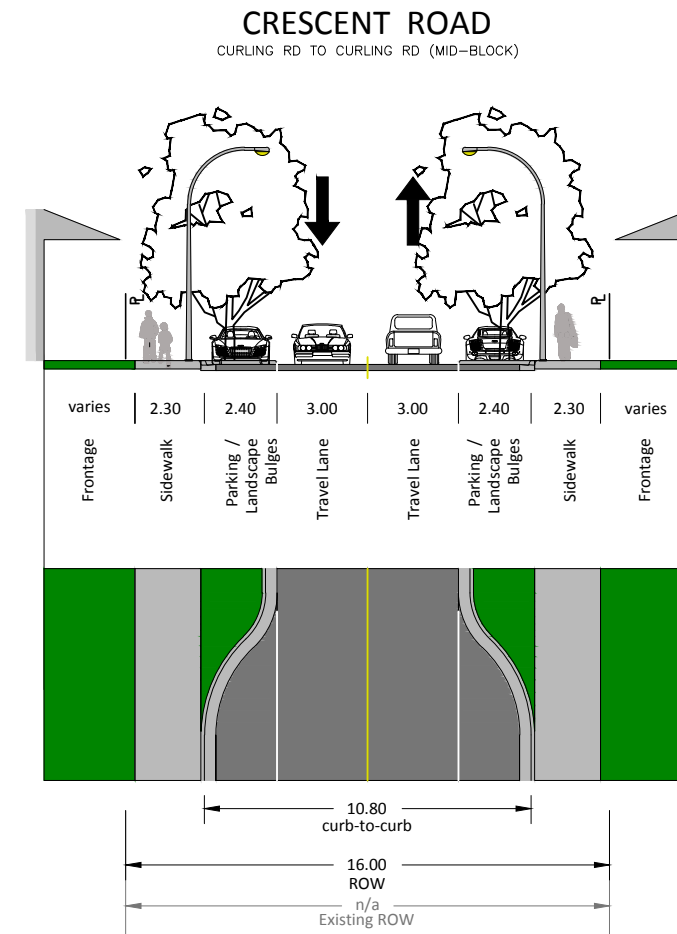 CRESCENT ROAD
CURLING RD TO CURLING RD (MID-BLOCK)
PL PL
varies 2.30 2.40 3.00 3.00 2.40 2.30 varies
Frontage
Sidewalk
Parking /
Landscape
Bulges
Travel Lane
Travel Lane
Parking /
Landscape
Bulges
Sidewalk
Frontage
10.80
curb-to-curb
16.00
ROW
n/a
Existing ROW